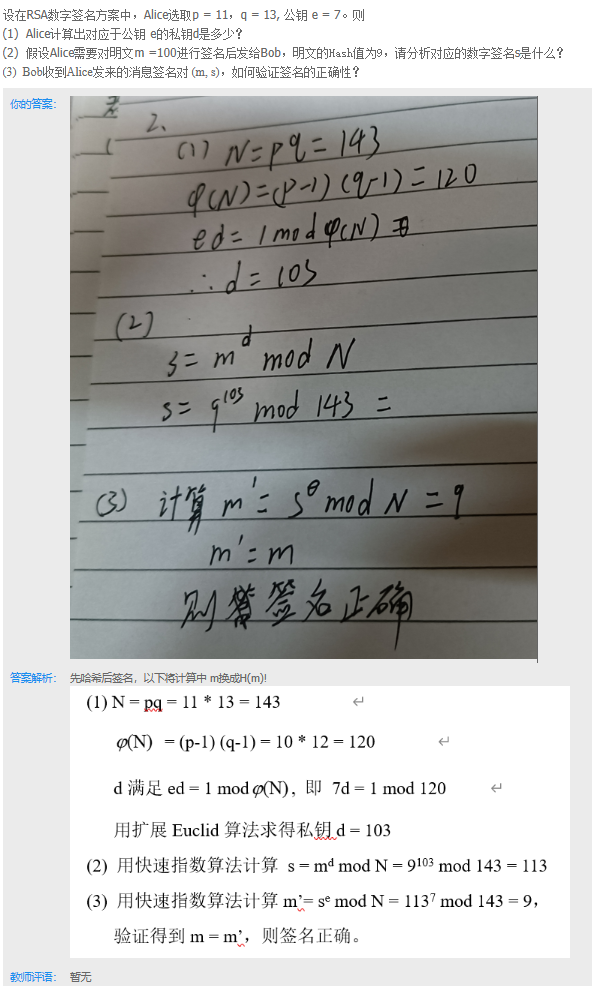 设在RSA数字签名方案中，Alice选取p = 11，q = 13, 公钥 e = 7。则
(1) Alice计算出对应于公钥 e的私钥d是多少？
(2) 假设Alice需要对明文m =100进行签名后发给Bob，明文的Hash值为9，请分析对应的数字签名s是什么？
(3) Bob收到Alice发来的消息签名对 (m, s)，如何验证签名的正确性？
你的答案：
2、
(1) N = pq = 143
φ(N) = (p-1) (q-1) = 120
ed = 1 mod φ(N)
∴ d = 103
(2)
s = m^d mod N
s = 9^103 mod 143 =
(3) 计算 m' = s^e mod N = 9
m' = m
则 签名正确
答案解析： 先哈希后签名，以下将计算中 m换成H(m)!
(1) N = pq = 11 * 13 = 143
φ(N) = (p-1) (q-1) = 10 * 12 = 120
d 满足 ed = 1 mod φ(N)，即 7d = 1 mod 120
用扩展 Euclid 算法求得私钥 d = 103
(2) 用快速指数算法计算 s = m^d mod N = 9^103 mod 143 = 113
(3) 用快速指数算法计算 m’= s^e mod N = 113^7 mod 143 = 9，
验证得到 m = m’，则签名正确。
教师评语： 暂无